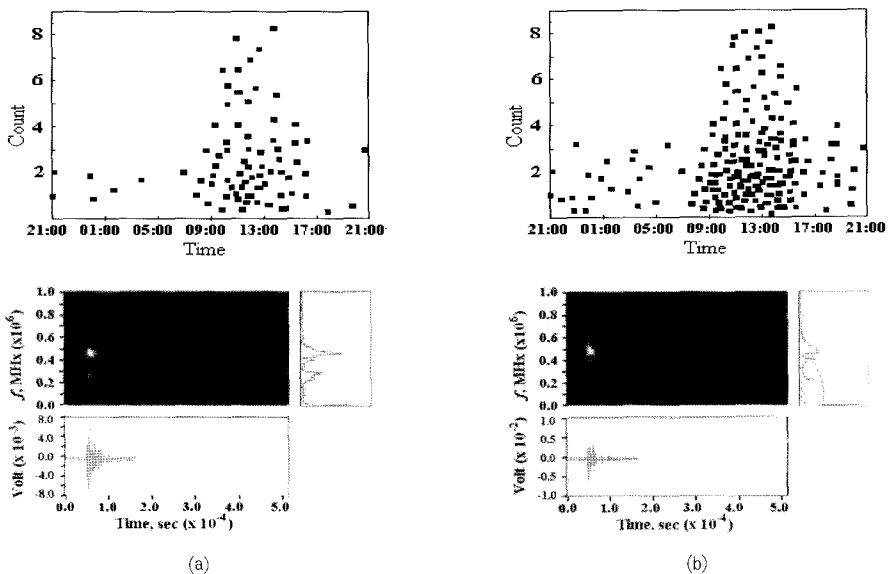 8
6
4
2
Count
21:00 01:00 05:00 09:00 13:00 17:00 21:00
Time
8
6
4
2
Count
21:00 01:00 05:00 09:00 13:00 17:00 21:00
Time
1.0
0.8
0.6
0.4
0.2
0.0
f, MHx (x10⁶)
8.0
4.0
0.0
-4.0
-8.0
Volt (x 10⁻³)
0.0 1.0 2.0 3.0 4.0 5.0
Time, sec (x 10⁻⁴)
1.0
0.8
0.6
0.4
0.2
0.0
f, MHx (x10⁶)
1.0
0.5
0.0
-0.5
-1.0
Volt (x 10⁻²)
0.0 1.0 2.0 3.0 4.0 5.0
Time, sec (x 10⁻⁴)
(a)
(b)